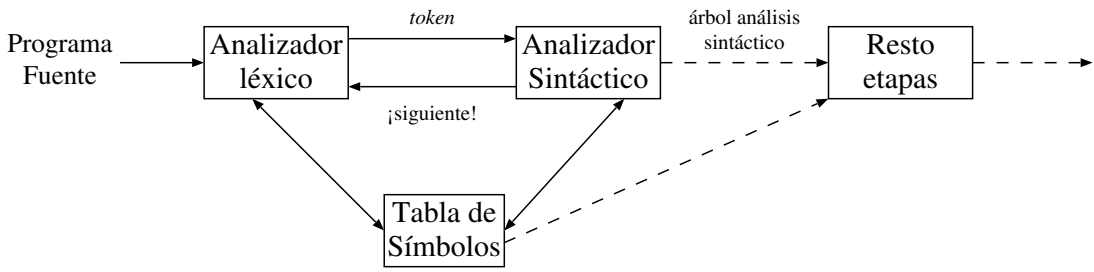 Programa
Fuente
Analizador
léxico
token
¡siguiente!
Analizador
Sintáctico
árbol análisis
sintáctico
Resto
etapas
Tabla de
Símbolos